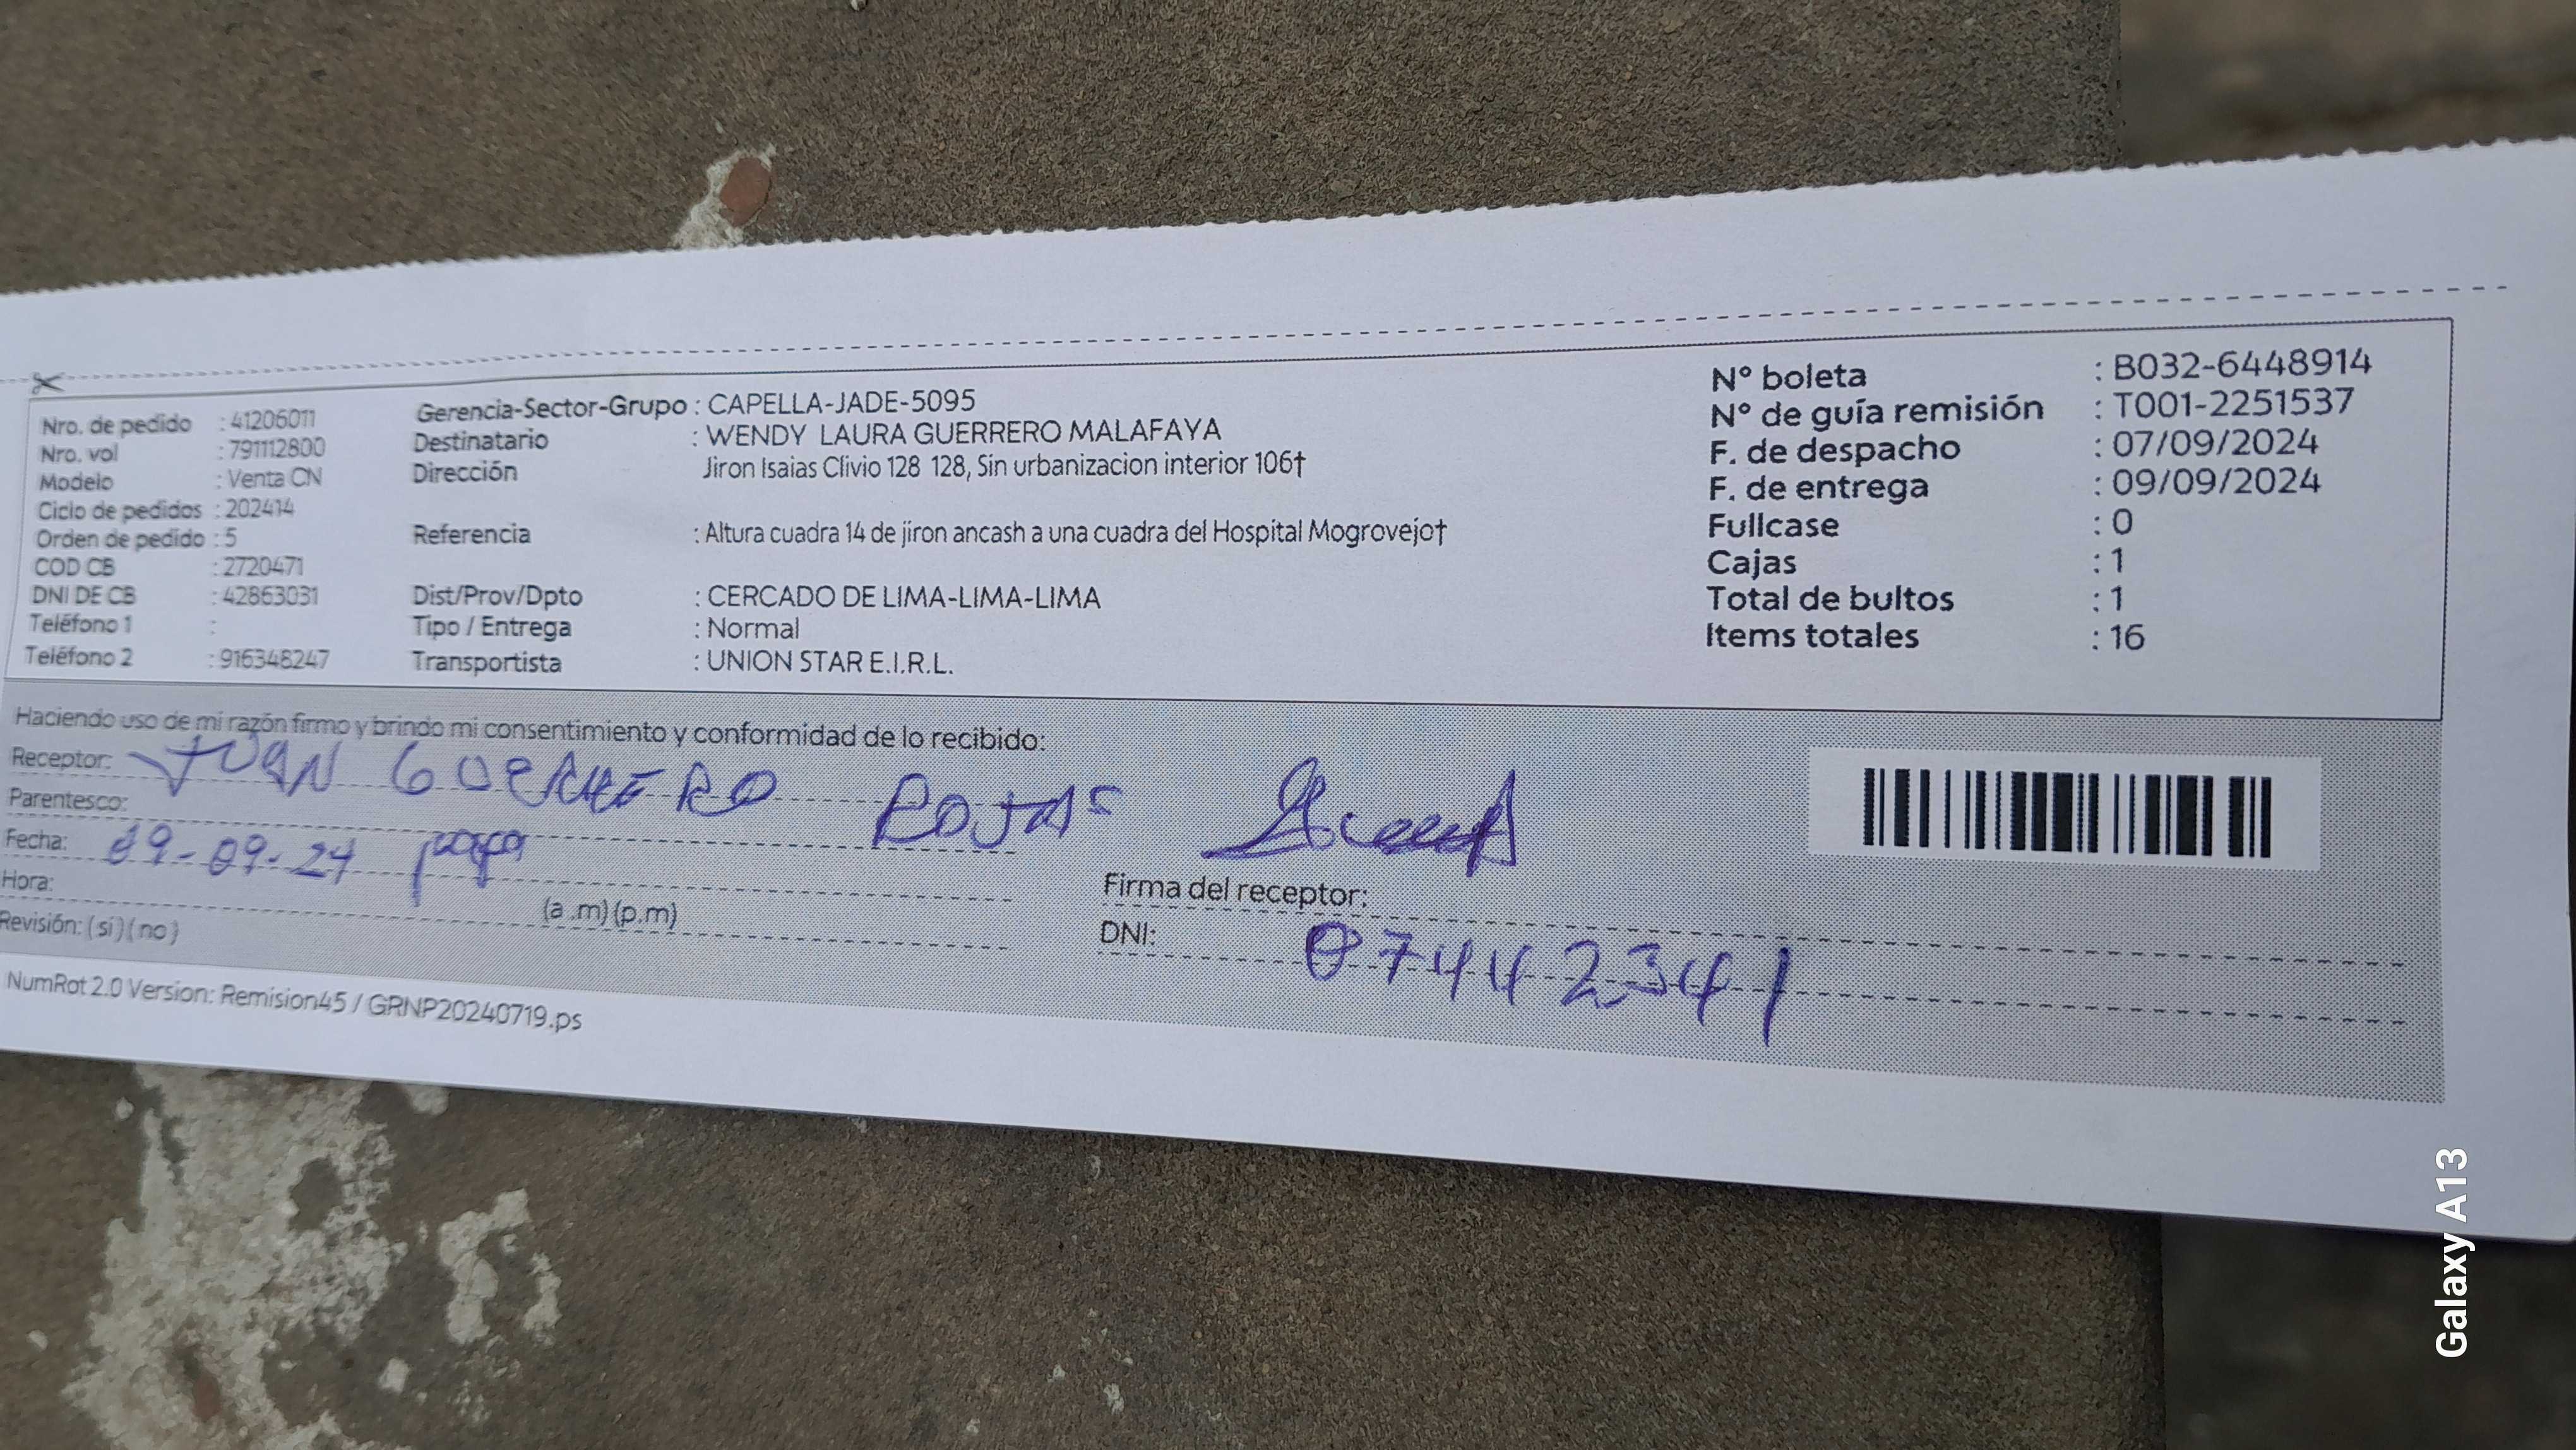 Nro. de pedido : 41206011
Nro. vol : 791112800
Modelo : Venta CN
Ciclo de pedidos : 202414
Orden de pedido : 5
COD CB : 2720471
DNI DE CB : 42863031
Teléfono 1 :
Teléfono 2 : 916348247
Gerencia-Sector-Grupo : CAPELLA-JADE-5095
Destinatario : WENDY LAURA GUERRERO MALAFAYA
Dirección Jiron Isaias Clivio 128 128, Sin urbanizacion interior 106†
Referencia : Altura cuadra 14 de jiron ancash a una cuadra del Hospital Mogrovejo†
Dist/Prov/Dpto : CERCADO DE LIMA-LIMA-LIMA
Tipo / Entrega : Normal
Transportista : UNION STAR E.I.R.L.
N° boleta : B032-6448914
N° de guía remisión : T001-2251537
F. de despacho : 07/09/2024
F. de entrega : 09/09/2024
Fullcase : 0
Cajas : 1
Total de bultos : 1
Items totales : 16
Haciendo uso de mi razón firmo y brindo mi consentimiento y conformidad de lo recibido:
Receptor: JUAN GUERRERO ROJAS
Parentesco: papa
Fecha: 09-09-24
Hora: (a .m) (p.m)
Revisión: ( si ) ( no )
Firma del receptor:
DNI: 07442341
NumRot 2.0 Version: Remision45 / GRNP20240719.ps
Galaxy A13